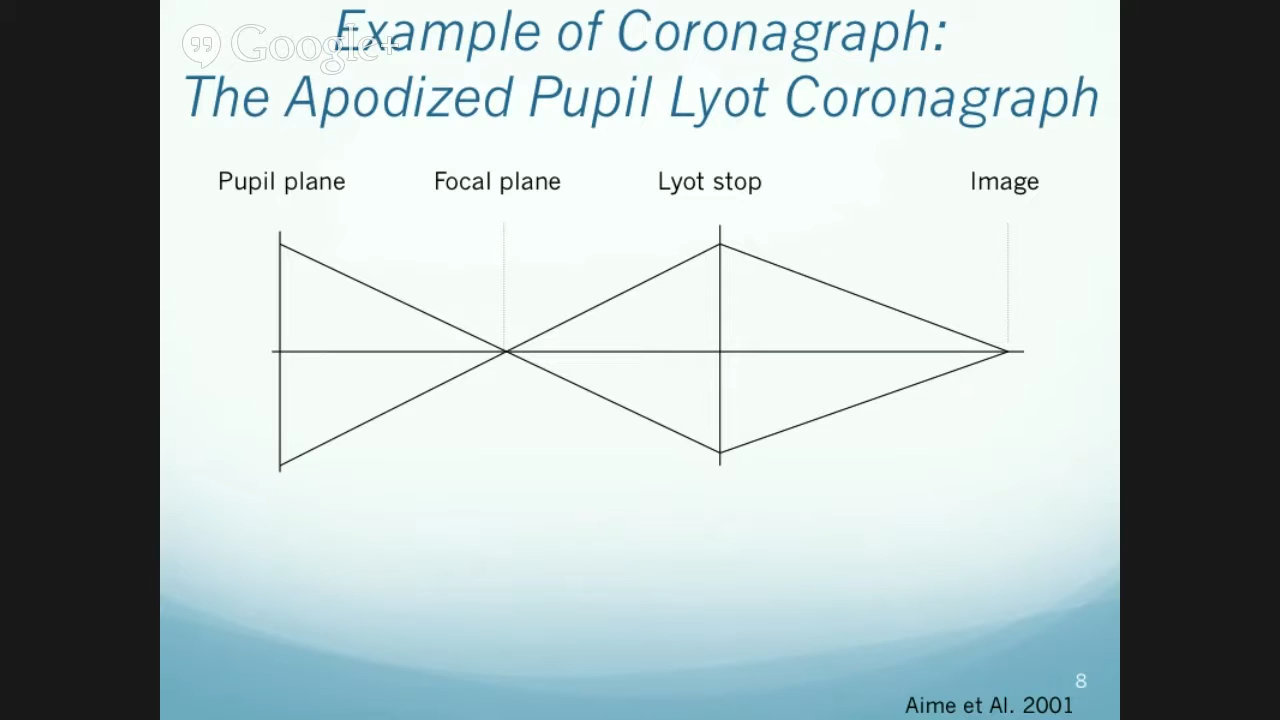 Example of Coronagraph:
Google+
The Apodized Pupil Lyot Coronagraph
Pupil plane
Focal plane
Lyot stop
Image
8
Aime et Al. 2001